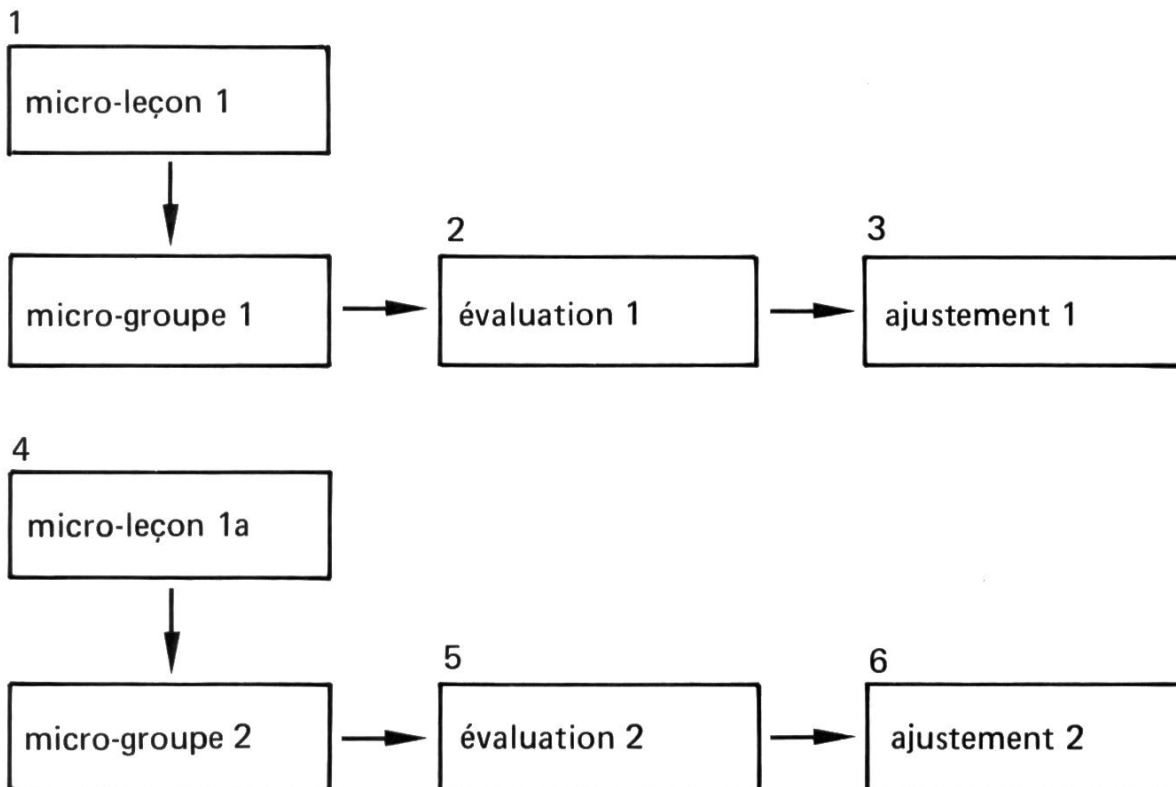 1
micro-leçon 1
2
3
micro-groupe 1
évaluation 1
ajustement 1
4
micro-leçon 1a
5
6
micro-groupe 2
évaluation 2
ajustement 2